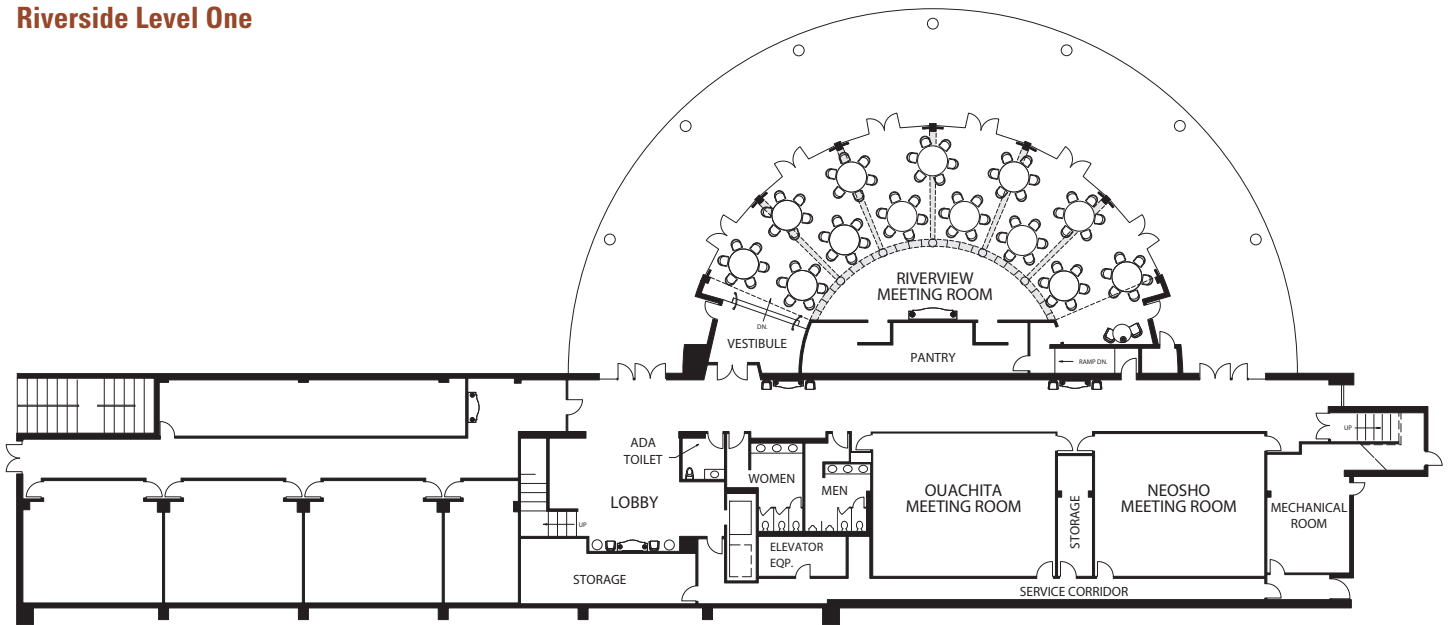 Riverside Level One
RIVERVIEW
MEETING ROOM
DN.
VESTIBULE
PANTRY
RAMP DN.
UP
ADA
TOILET
WOMEN
MEN
LOBBY
UP
OUACHITA
MEETING ROOM
STORAGE
NEOSHO
MEETING ROOM
MECHANICAL
ROOM
ELEVATOR
EQP.
STORAGE
SERVICE CORRIDOR